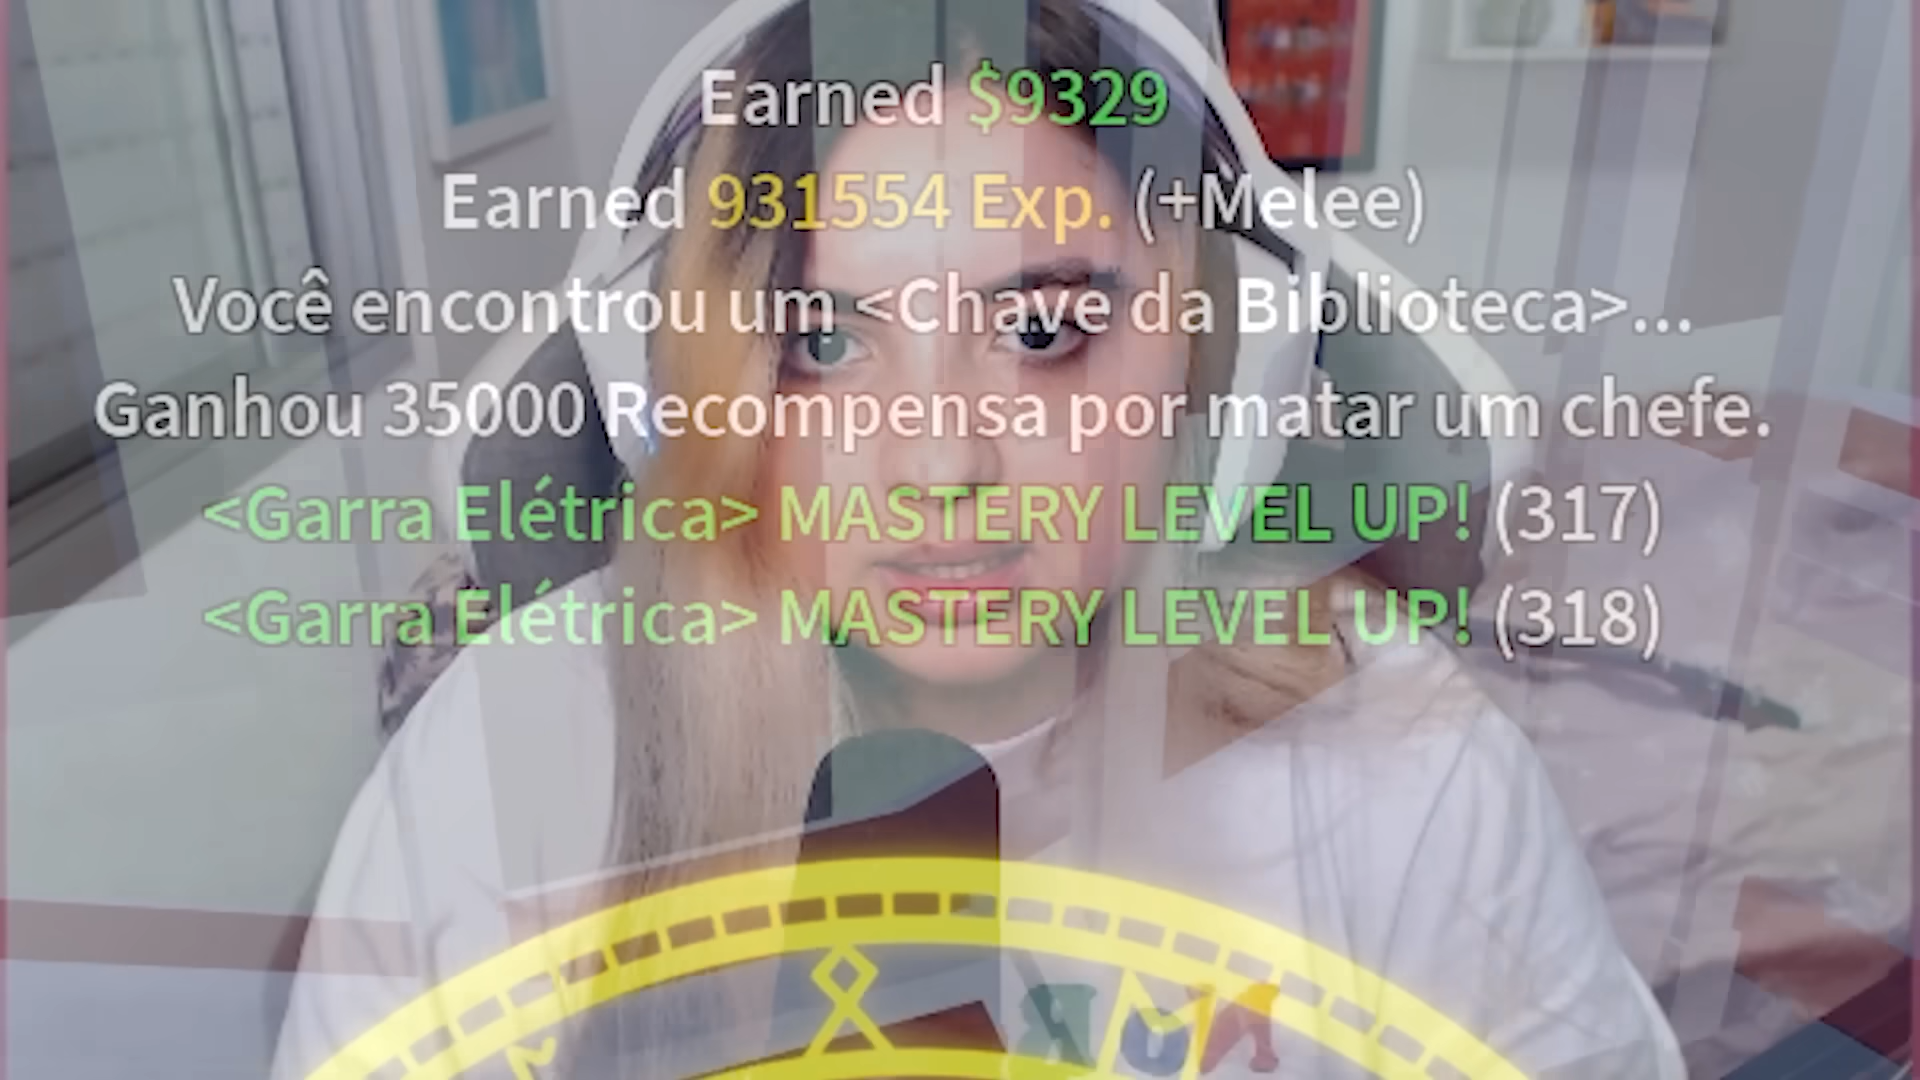 Earned $9329
Earned 931554 Exp. (+Melee)
Você encontrou um <Chave da Biblioteca>...
Ganhou 35000 Recompensa por matar um chefe.
<Garra Elétrica> MASTERY LEVEL UP! (317)
<Garra Elétrica> MASTERY LEVEL UP! (318)